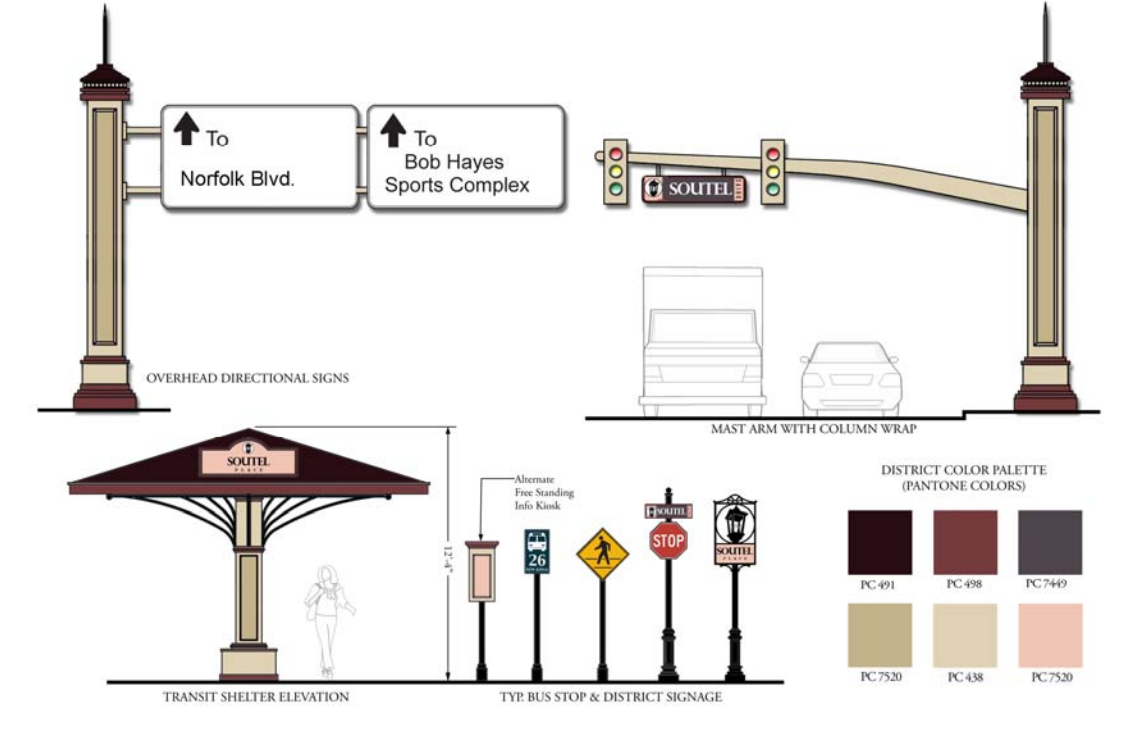 To
Norfolk Blvd.
To
Bob Hayes
Sports Complex
SOUTEL
OVERHEAD DIRECTIONAL SIGNS
MAST ARM WITH COLUMN WRAP
SOUTEL
PLACE
12'-4"
Alternate
Free Standing
Info Kiosk
26
SOUTEL
STOP
SOUTEL
PLACE
TRANSIT SHELTER ELEVATION
TYP. BUS STOP & DISTRICT SIGNAGE
DISTRICT COLOR PALETTE
(PANTONE COLORS)
PC 491
PC 498
PC 7449
PC 7520
PC 438
PC 7520